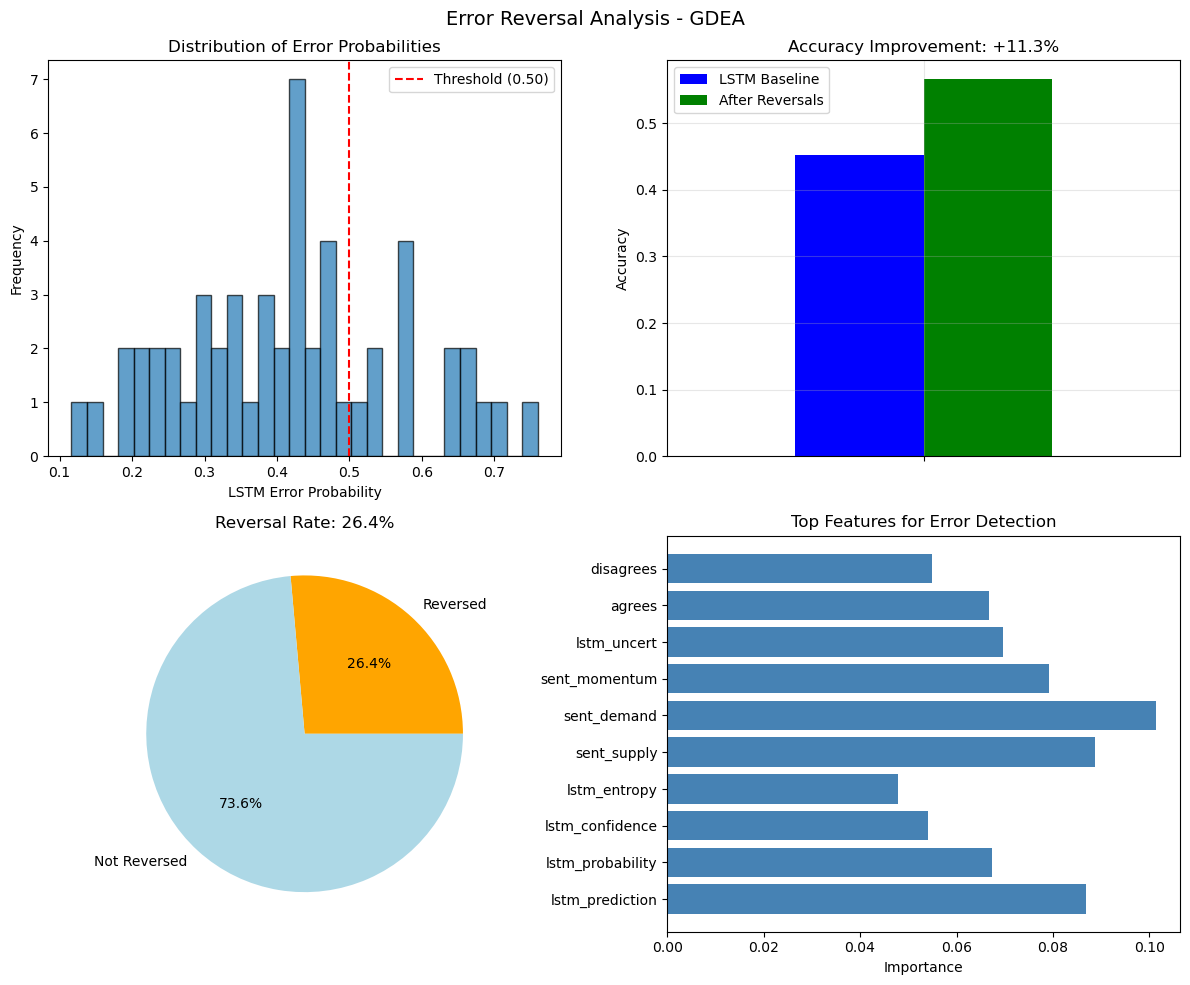 Error Reversal Analysis - GDEA
Distribution of Error Probabilities
Frequency
7
6
5
4
3
2
1
0
Threshold (0.50)
0.1 0.2 0.3 0.4 0.5 0.6 0.7
LSTM Error Probability
Accuracy Improvement: +11.3%
Accuracy
0.5
0.4
0.3
0.2
0.1
0.0
LSTM Baseline
After Reversals
Reversal Rate: 26.4%
Reversed
26.4%
73.6%
Not Reversed
Top Features for Error Detection
disagrees
agrees
lstm_uncert
sent_momentum
sent_demand
sent_supply
lstm_entropy
lstm_confidence
lstm_probability
lstm_prediction
0.00 0.02 0.04 0.06 0.08 0.10
Importance